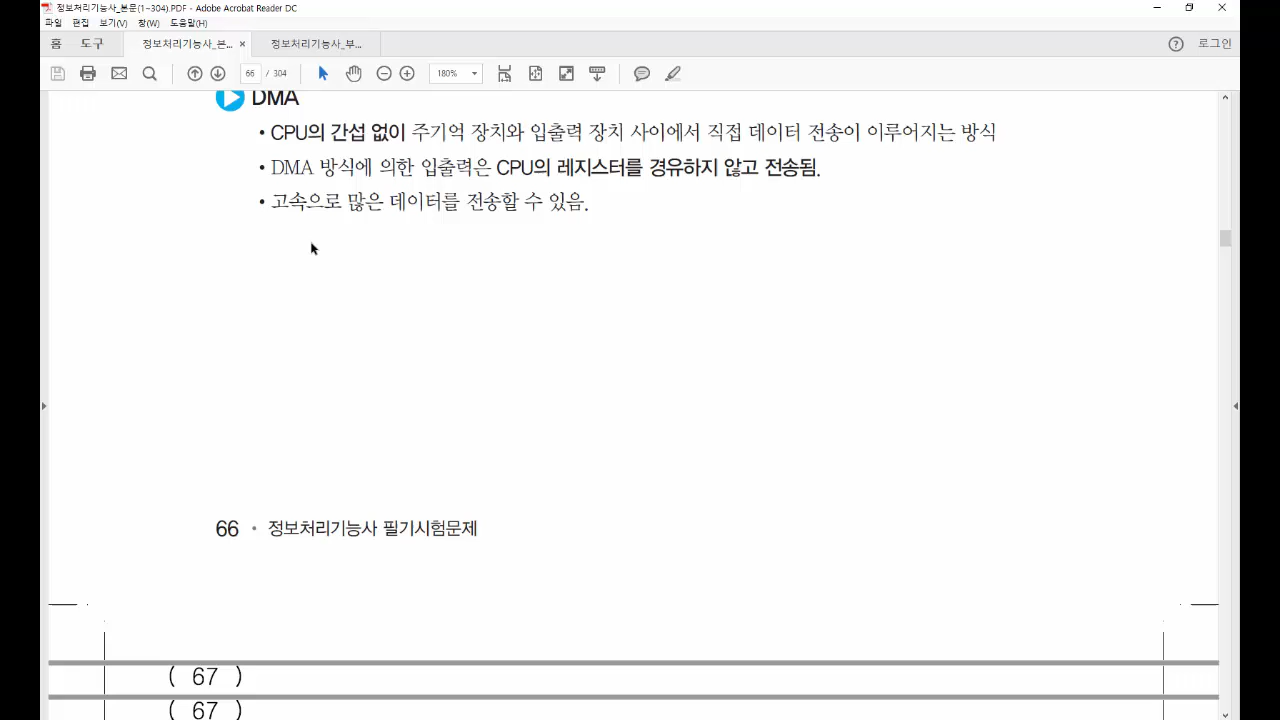 정보처리기능사_본문(1~304).PDF - Adobe Acrobat Reader DC
파일 편집 보기(V) 창(W) 도움말(H)
홈 도구 정보처리기능사_본... × 정보처리기능사_부... 로그인
66 / 304 180%
DMA
• CPU의 간섭 없이 주기억 장치와 입출력 장치 사이에서 직접 데이터 전송이 이루어지는 방식
• DMA 방식에 의한 입출력은 CPU의 레지스터를 경유하지 않고 전송됨.
• 고속으로 많은 데이터를 전송할 수 있음.
66 • 정보처리기능사 필기시험문제
( 67 )
( 67 )